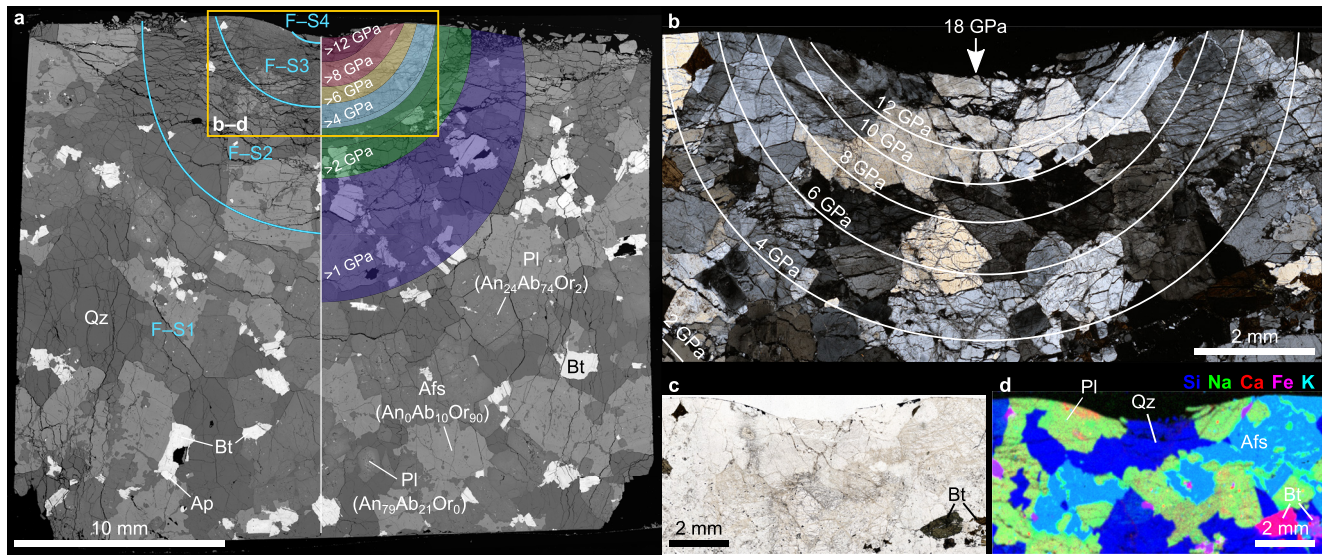 a
F–S4
F–S3
b–d
F–S2
F–S1
>12 GPa
>8 GPa
>6 GPa
>4 GPa
>2 GPa
>1 GPa
Pl
(An₂₄Ab₇₄Or₂)
Qz
Bt
Afs
(An₀Ab₁₀Or₉₀)
Bt
Pl
(An₇₉Ab₂₁Or₀)
Ap
10 mm
b
18 GPa
12 GPa
10 GPa
8 GPa
6 GPa
4 GPa
2 GPa
2 mm
c
Bt
2 mm
d
Si Na Ca Fe K
Pl
Qz
Afs
Bt
2 mm